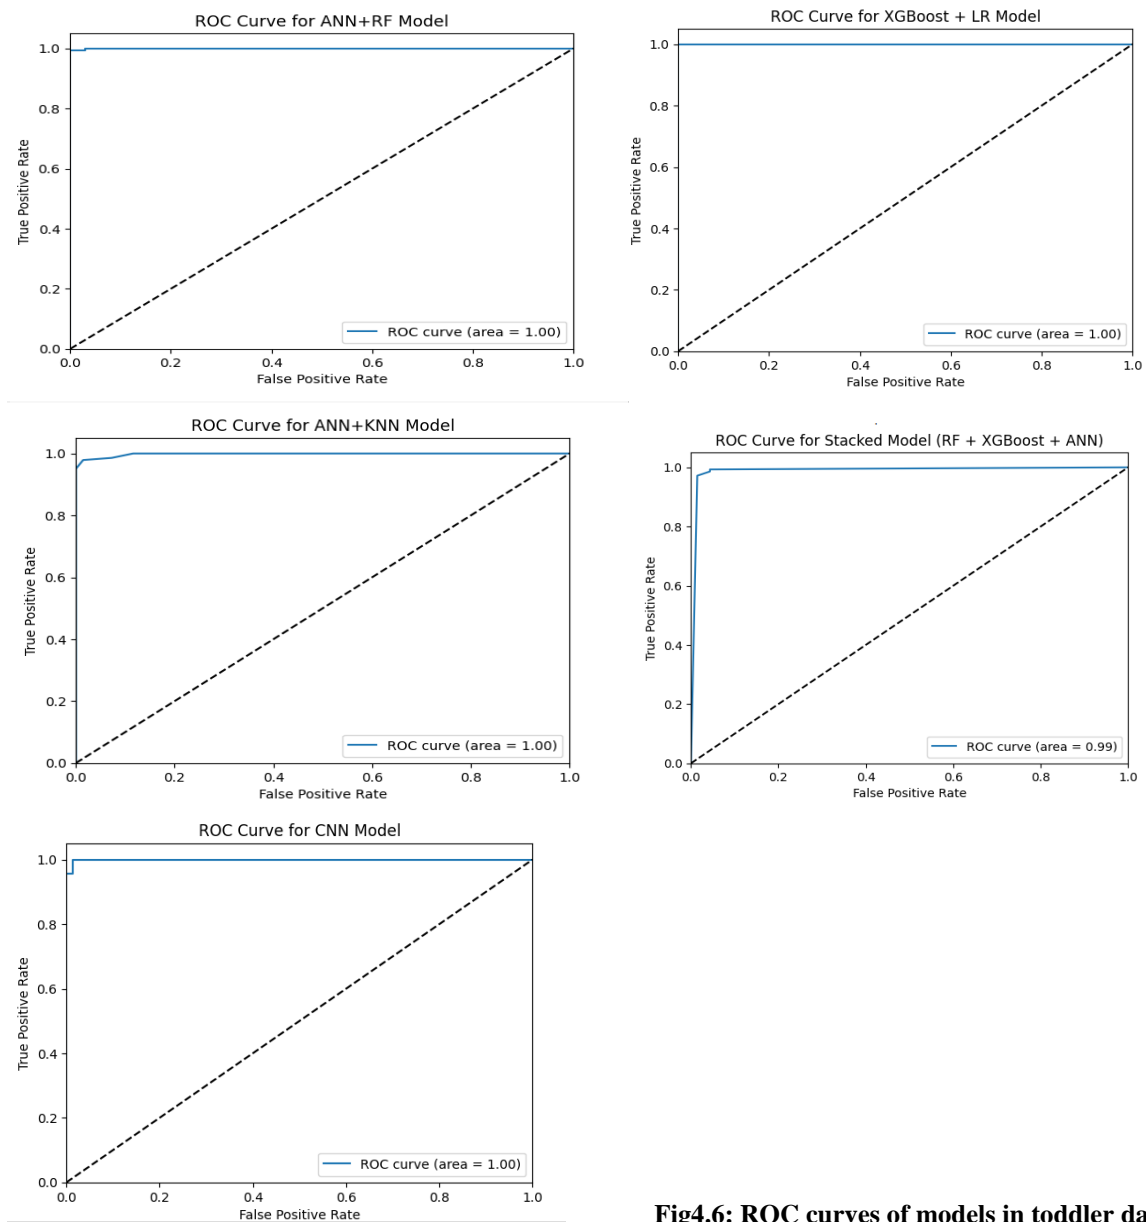 ROC Curve for ANN+RF Model
1.0
0.8
0.6
0.4
0.2
0.0
True Positive Rate
ROC curve (area = 1.00)
0.0 0.2 0.4 0.6 0.8 1.0
False Positive Rate
ROC Curve for XGBoost + LR Model
1.0
0.8
0.6
0.4
0.2
0.0
True Positive Rate
ROC curve (area = 1.00)
0.0 0.2 0.4 0.6 0.8 1.0
False Positive Rate
ROC Curve for ANN+KNN Model
1.0
0.8
0.6
0.4
0.2
0.0
True Positive Rate
ROC curve (area = 1.00)
0.0 0.2 0.4 0.6 0.8 1.0
False Positive Rate
ROC Curve for Stacked Model (RF + XGBoost + ANN)
1.0
0.8
0.6
0.4
0.2
0.0
True Positive Rate
ROC curve (area = 0.99)
0.0 0.2 0.4 0.6 0.8 1.0
False Positive Rate
ROC Curve for CNN Model
1.0
0.8
0.6
0.4
0.2
0.0
True Positive Rate
ROC curve (area = 1.00)
0.0 0.2 0.4 0.6 0.8 1.0
False Positive Rate
Fig4.6: ROC curves of models in toddler